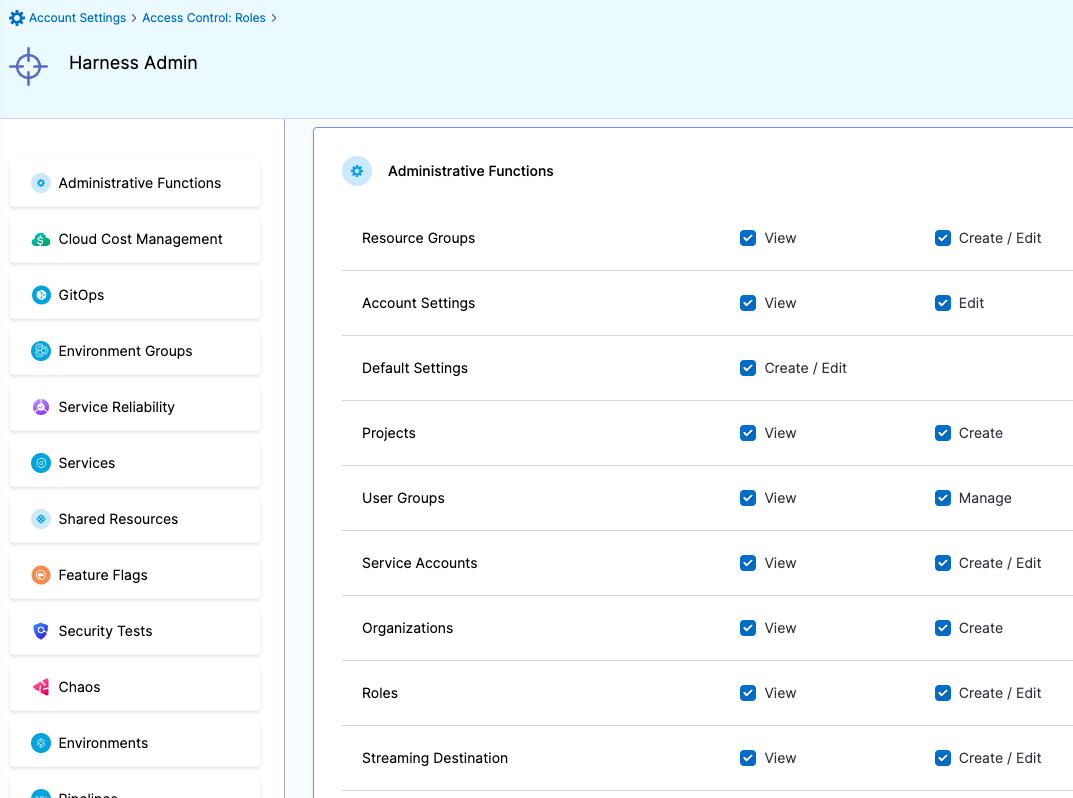 Account Settings > Access Control: Roles >
Harness Admin
Administrative Functions
Cloud Cost Management
GitOps
Environment Groups
Service Reliability
Services
Shared Resources
Feature Flags
Security Tests
Chaos
Environments
Pipelines
Administrative Functions
Resource Groups View Create / Edit
Account Settings View Edit
Default Settings Create / Edit
Projects View Create
User Groups View Manage
Service Accounts View Create / Edit
Organizations View Create
Roles View Create / Edit
Streaming Destination View Create / Edit